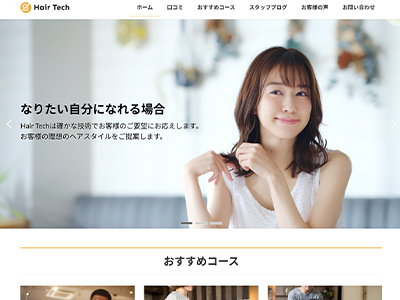 Hair Tech
ホーム 口コミ おすすめコース スタッフブログ お客様の声 お問い合わせ
なりたい自分になれる場合
Hair Techは確かな技術でお客様のご要望にお応えします。
お客様の理想のヘアスタイルをご提案します。
おすすめコース